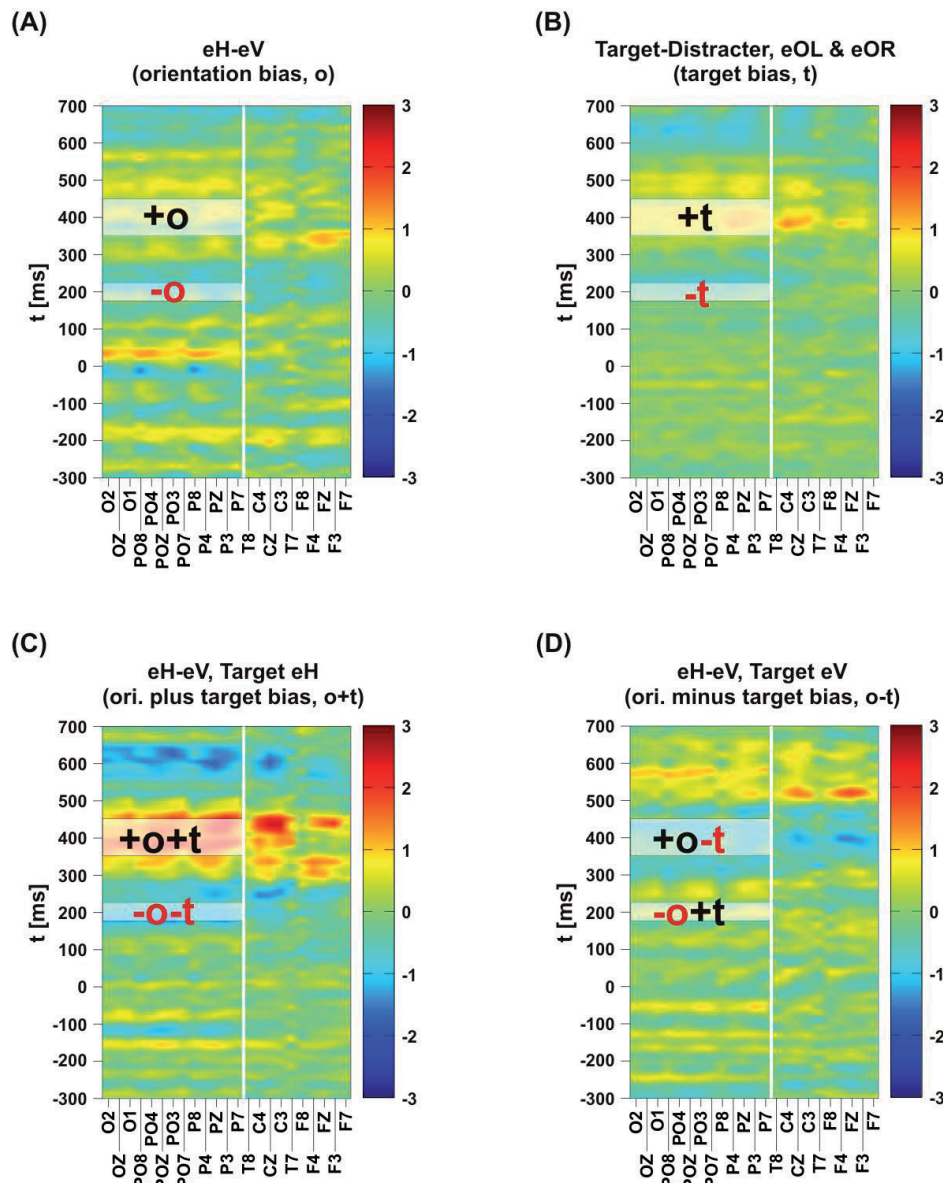 (A)
eH-eV
(orientation bias, o)
700
600
500
400
300
200
100
0
-100
-200
-300
t [ms]
+o
-o
3
2
1
0
-1
-2
-3
O2 O1 PO4 PO3 P8 PZ P7 C4 C3 F8 FZ F7
OZ PO8 POZ PO7 P4 P3 T8 CZ T7 F4 F3
(B)
Target-Distracter, eOL & eOR
(target bias, t)
700
600
500
400
300
200
100
0
-100
-200
-300
t [ms]
+t
-t
3
2
1
0
-1
-2
-3
O2 O1 PO4 PO3 P8 PZ P7 C4 C3 F8 FZ F7
OZ PO8 POZ PO7 P4 P3 T8 CZ T7 F4 F3
(C)
eH-eV, Target eH
(ori. plus target bias, o+t)
700
600
500
400
300
200
100
0
-100
-200
-300
t [ms]
+o+t
-o-t
3
2
1
0
-1
-2
-3
O2 O1 PO4 PO3 P8 PZ P7 C4 C3 F8 FZ F7
OZ PO8 POZ PO7 P4 P3 T8 CZ T7 F4 F3
(D)
eH-eV, Target eV
(ori. minus target bias, o-t)
700
600
500
400
300
200
100
0
-100
-200
-300
t [ms]
+o-t
-o+t
3
2
1
0
-1
-2
-3
O2 O1 PO4 PO3 P8 PZ P7 C4 C3 F8 FZ F7
OZ PO8 POZ PO7 P4 P3 T8 CZ T7 F4 F3